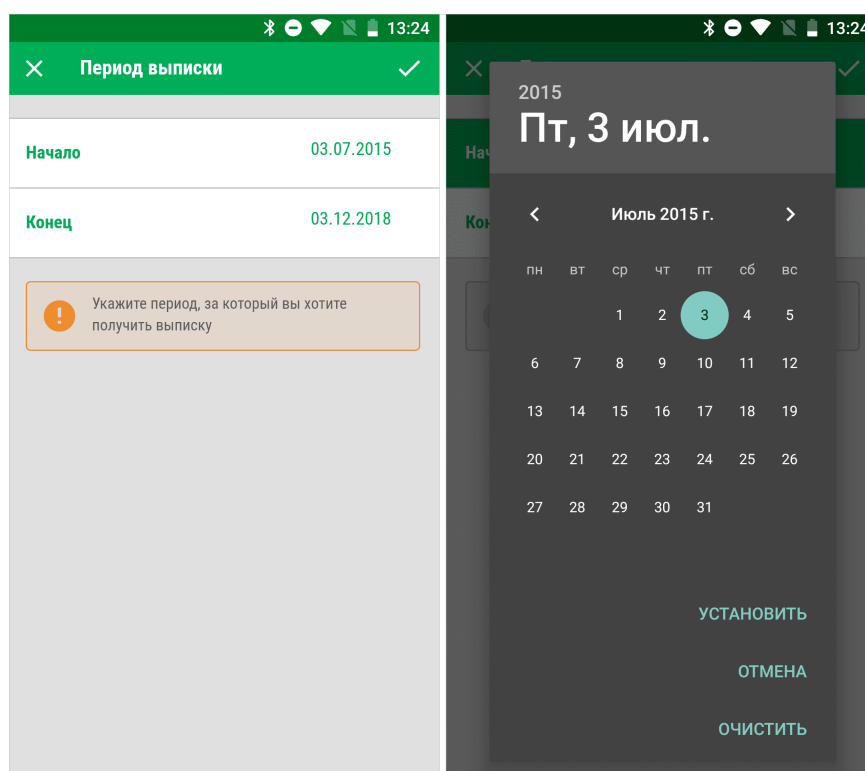 13:24
Период выписки
Начало 03.07.2015
Конец 03.12.2018
Укажите период, за который вы хотите
получить выписку
13:24
2015
Пт, 3 июл.
Июль 2015 г.
пн вт ср чт пт сб вс
1 2 3 4 5
6 7 8 9 10 11 12
13 14 15 16 17 18 19
20 21 22 23 24 25 26
27 28 29 30 31
УСТАНОВИТЬ
ОТМЕНА
ОЧИСТИТЬ